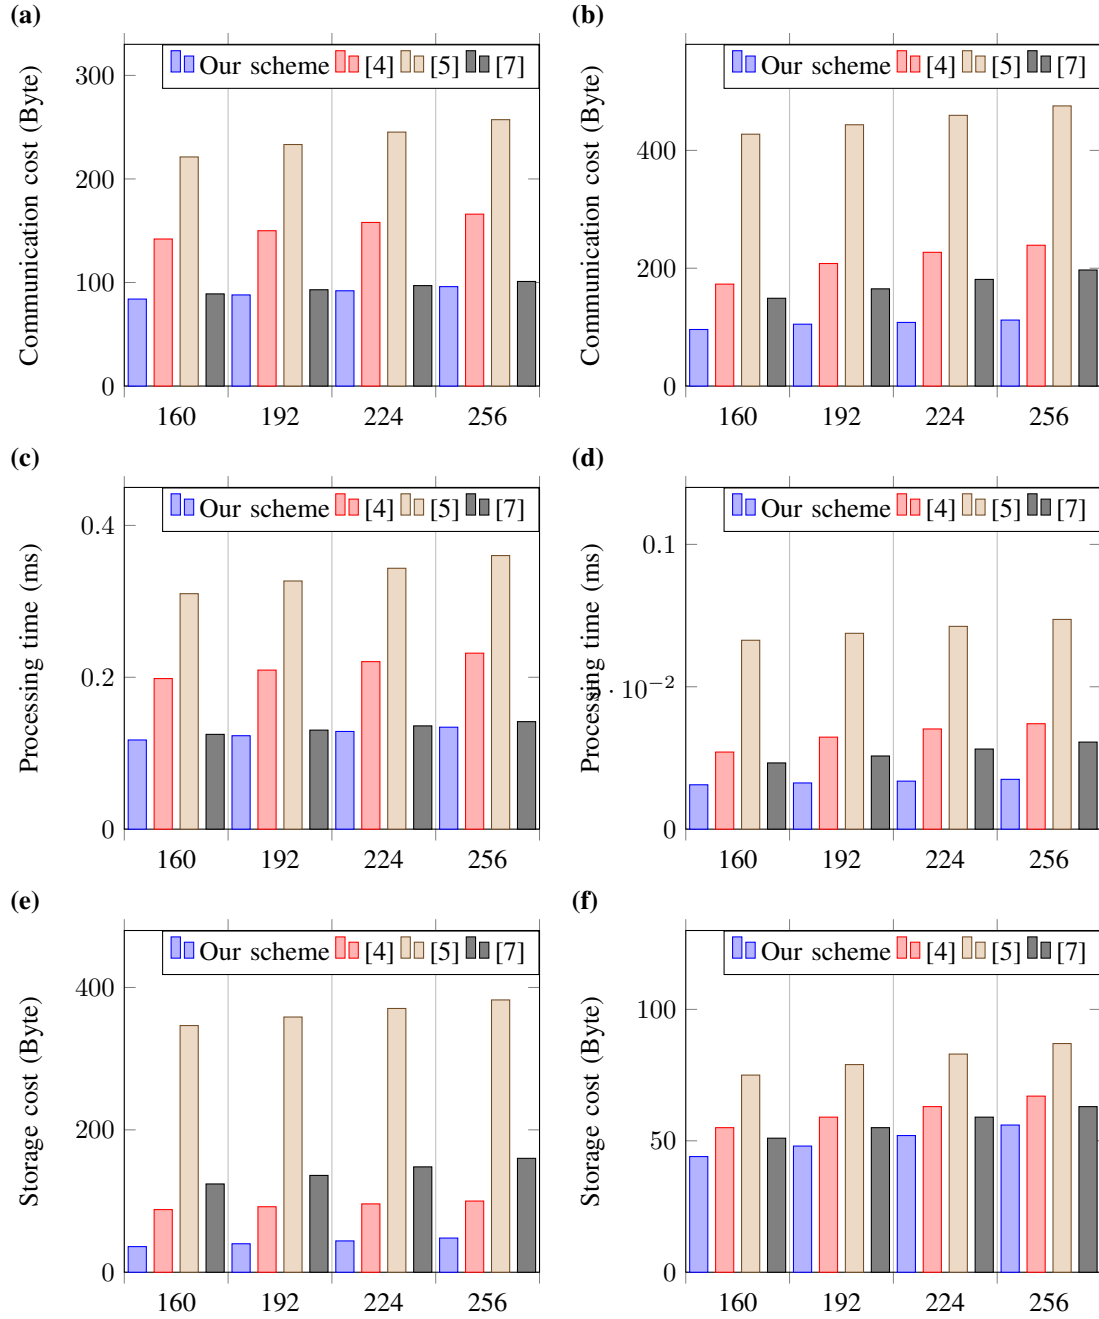 (a)
Our scheme [4] [5] [7]
Communication cost (Byte)
300
200
100
0
160 192 224 256
(b)
Our scheme [4] [5] [7]
Communication cost (Byte)
400
200
0
160 192 224 256
(c)
Our scheme [4] [5] [7]
Processing time (ms)
0.4
0.2
0
160 192 224 256
(d)
Our scheme [4] [5] [7]
Processing time (ms)
0.1
· 10−2
0
160 192 224 256
(e)
Our scheme [4] [5] [7]
Storage cost (Byte)
400
200
0
160 192 224 256
(f)
Our scheme [4] [5] [7]
Storage cost (Byte)
100
50
0
160 192 224 256